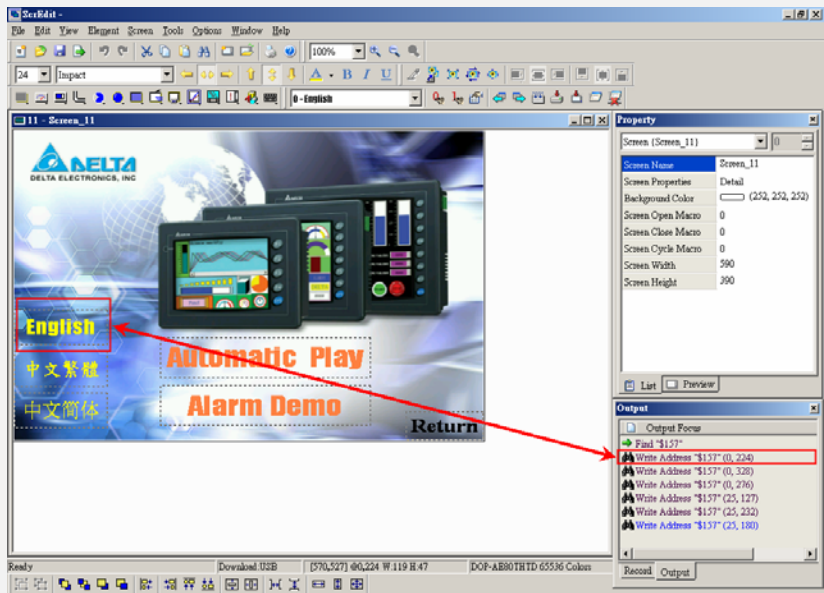 ScrEdit -
File Edit View Element Screen Tools Options Window Help
100%
24 Impact A B I U
0 - English
11 - Screen_11
DELTA
DELTA ELECTRONICS, INC
English
中文繁體
中文简体
Automatic Play
Alarm Demo
Return
Property
Screen {Screen_11} 0
Screen Name Screen_11
Screen Properties Detail
Background Color (252, 252, 252)
Screen Open Macro 0
Screen Close Macro 0
Screen Cycle Macro 0
Screen Width 590
Screen Height 390
List Preview
Output
Output Focus
Find "$157"
Write Address "$157" (0, 224)
Write Address "$157" (0, 328)
Write Address "$157" (0, 276)
Write Address "$157" (25, 127)
Write Address "$157" (25, 232)
Write Address "$157" (25, 180)
Record Output
Ready Download:USB [570,527] @0,224 W:119 H:47 DOP-AE80THTD 65536 Colors